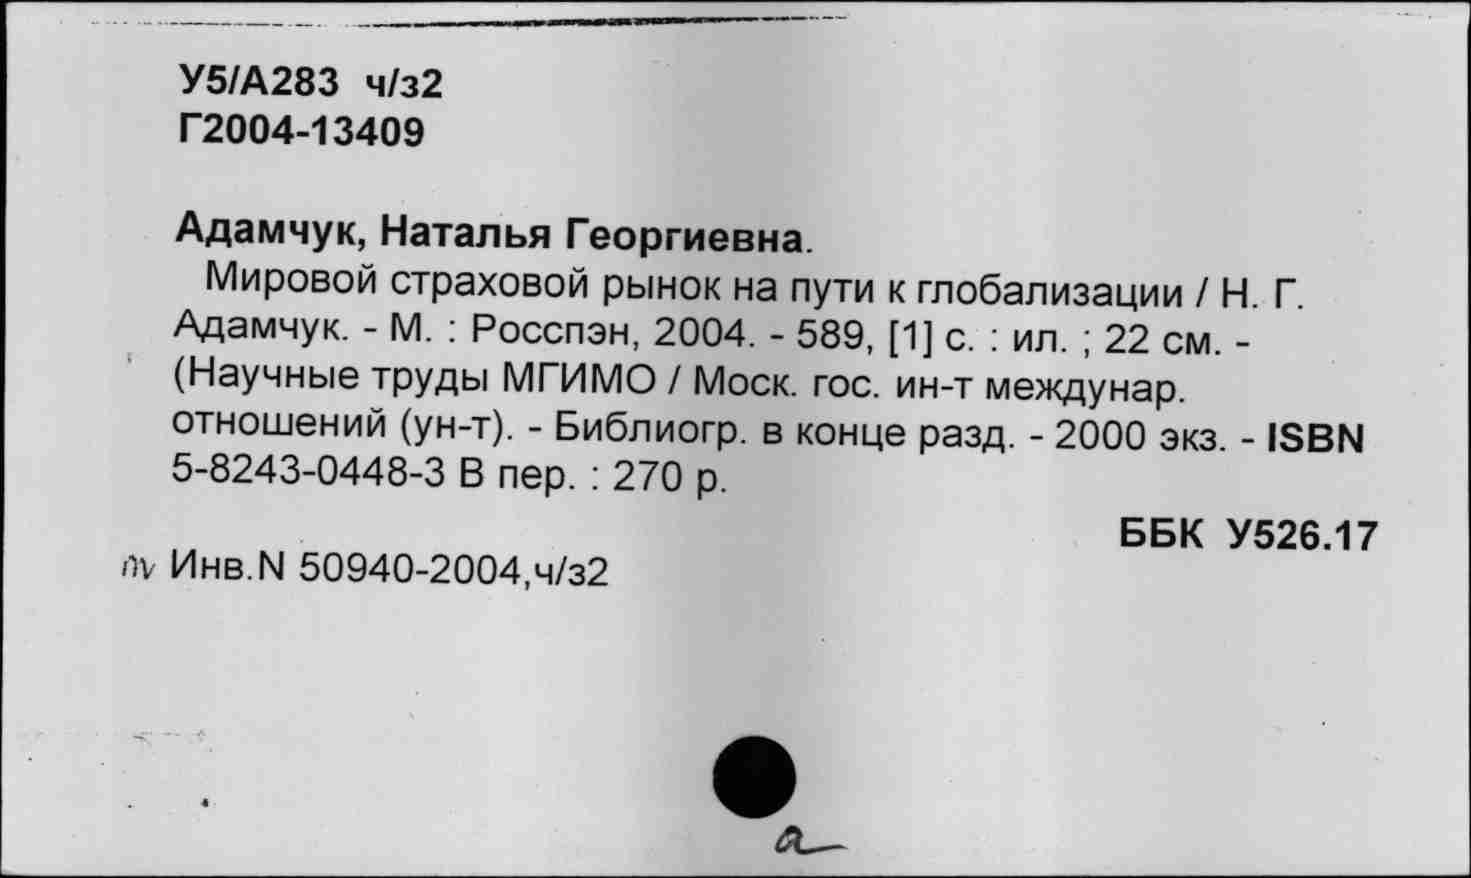 У5/А283 ч/з2
Г2004-13409
Адамчук, Наталья Георгиевна.
Мировой страховой рынок на пути к глобализации / Н. Г.
Адамчук. - М. : Росспэн, 2004. - 589, [1] с. : ил. ; 22 см. -
(Научные труды МГИМО / Моск. гос. ин-т междунар.
отношений (ун-т). - Библиогр. в конце разд. - 2000 экз. - ISBN
5-8243-0448-3 В пер. : 270 р.
ББК У526.17
Инв.N 50940-2004,ч/з2